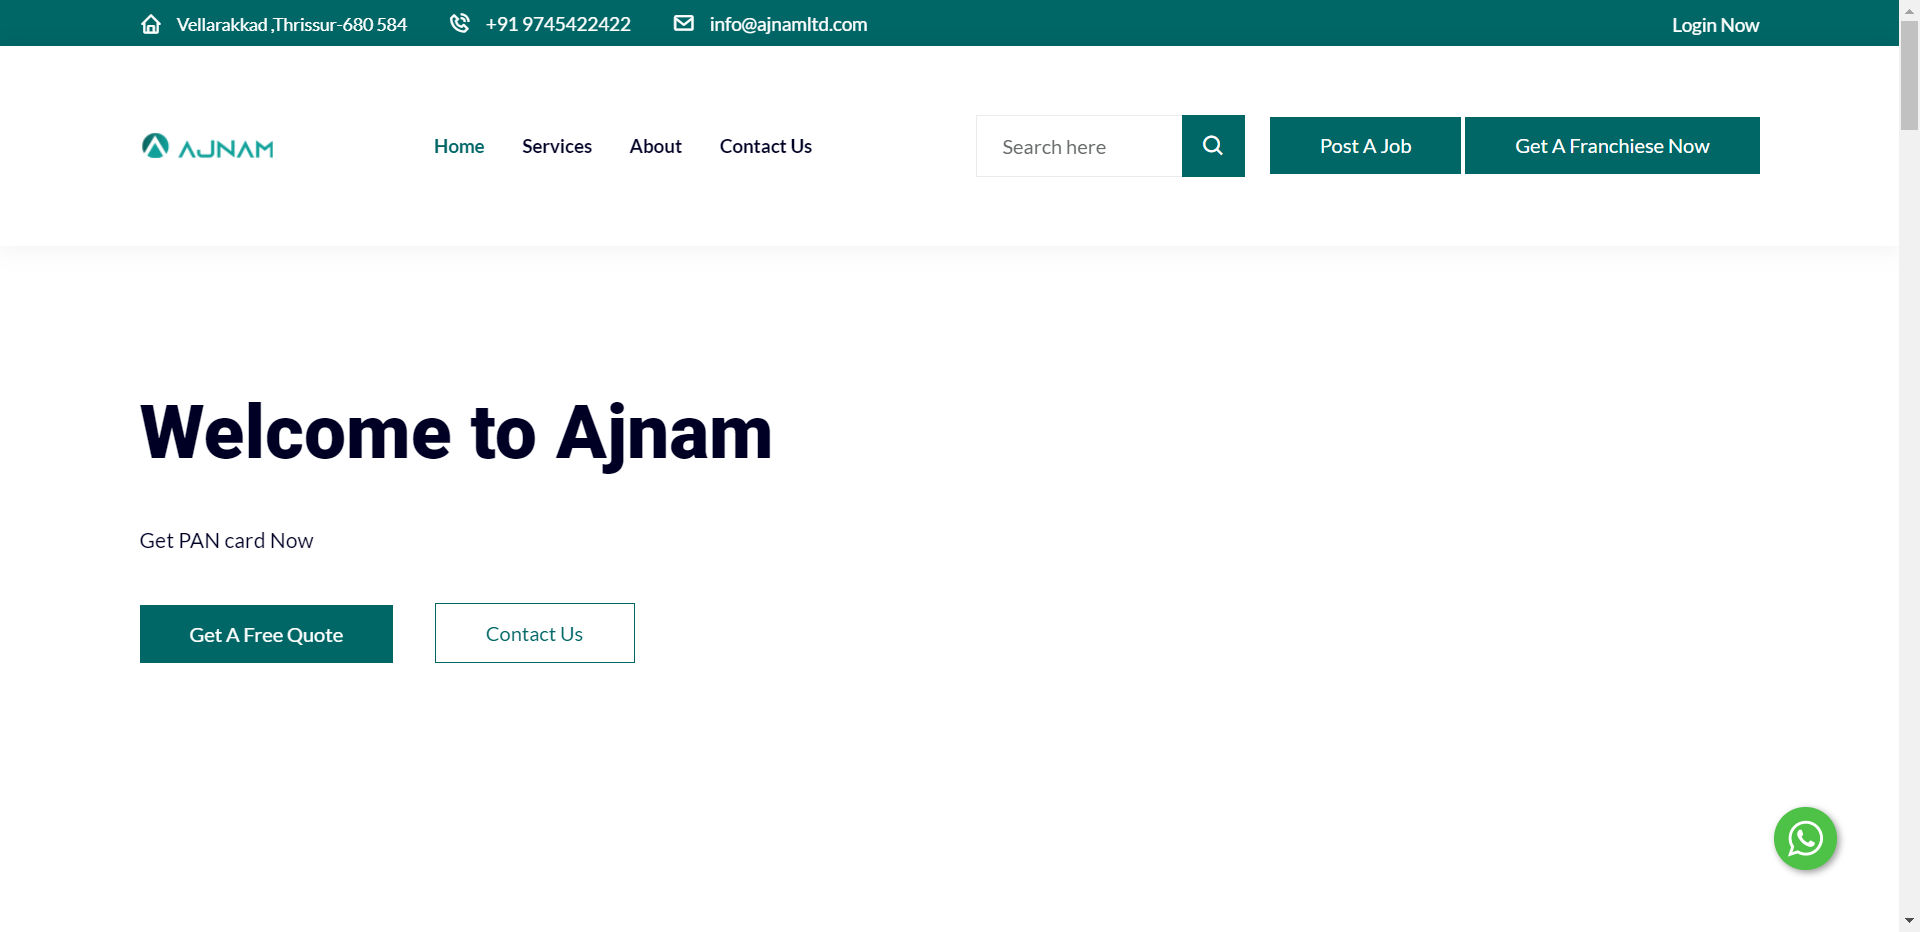 Vellarakkad ,Thrissur-680 584
+91 9745422422
info@ajnamltd.com
Login Now
AJNAM
Home
Services
About
Contact Us
Search here
Post A Job
Get A Franchiese Now
Welcome to Ajnam
Get PAN card Now
Get A Free Quote
Contact Us